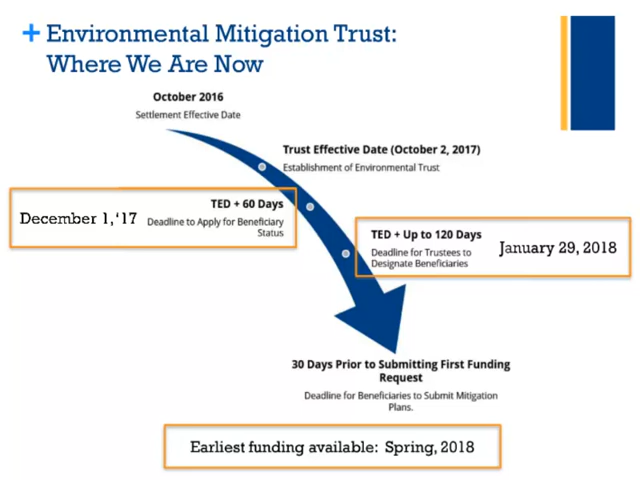 + Environmental Mitigation Trust:
Where We Are Now
October 2016
Settlement Effective Date
Trust Effective Date (October 2, 2017)
Establishment of Environmental Trust
TED + 60 Days
December 1,‘17
Deadline to Apply for Beneficiary
Status
TED + Up to 120 Days
Deadline for Trustees to
Designate Beneficiaries
January 29, 2018
30 Days Prior to Submitting First Funding
Request
Deadline for Beneficiaries to Submit Mitigation
Plans.
Earliest funding available: Spring, 2018